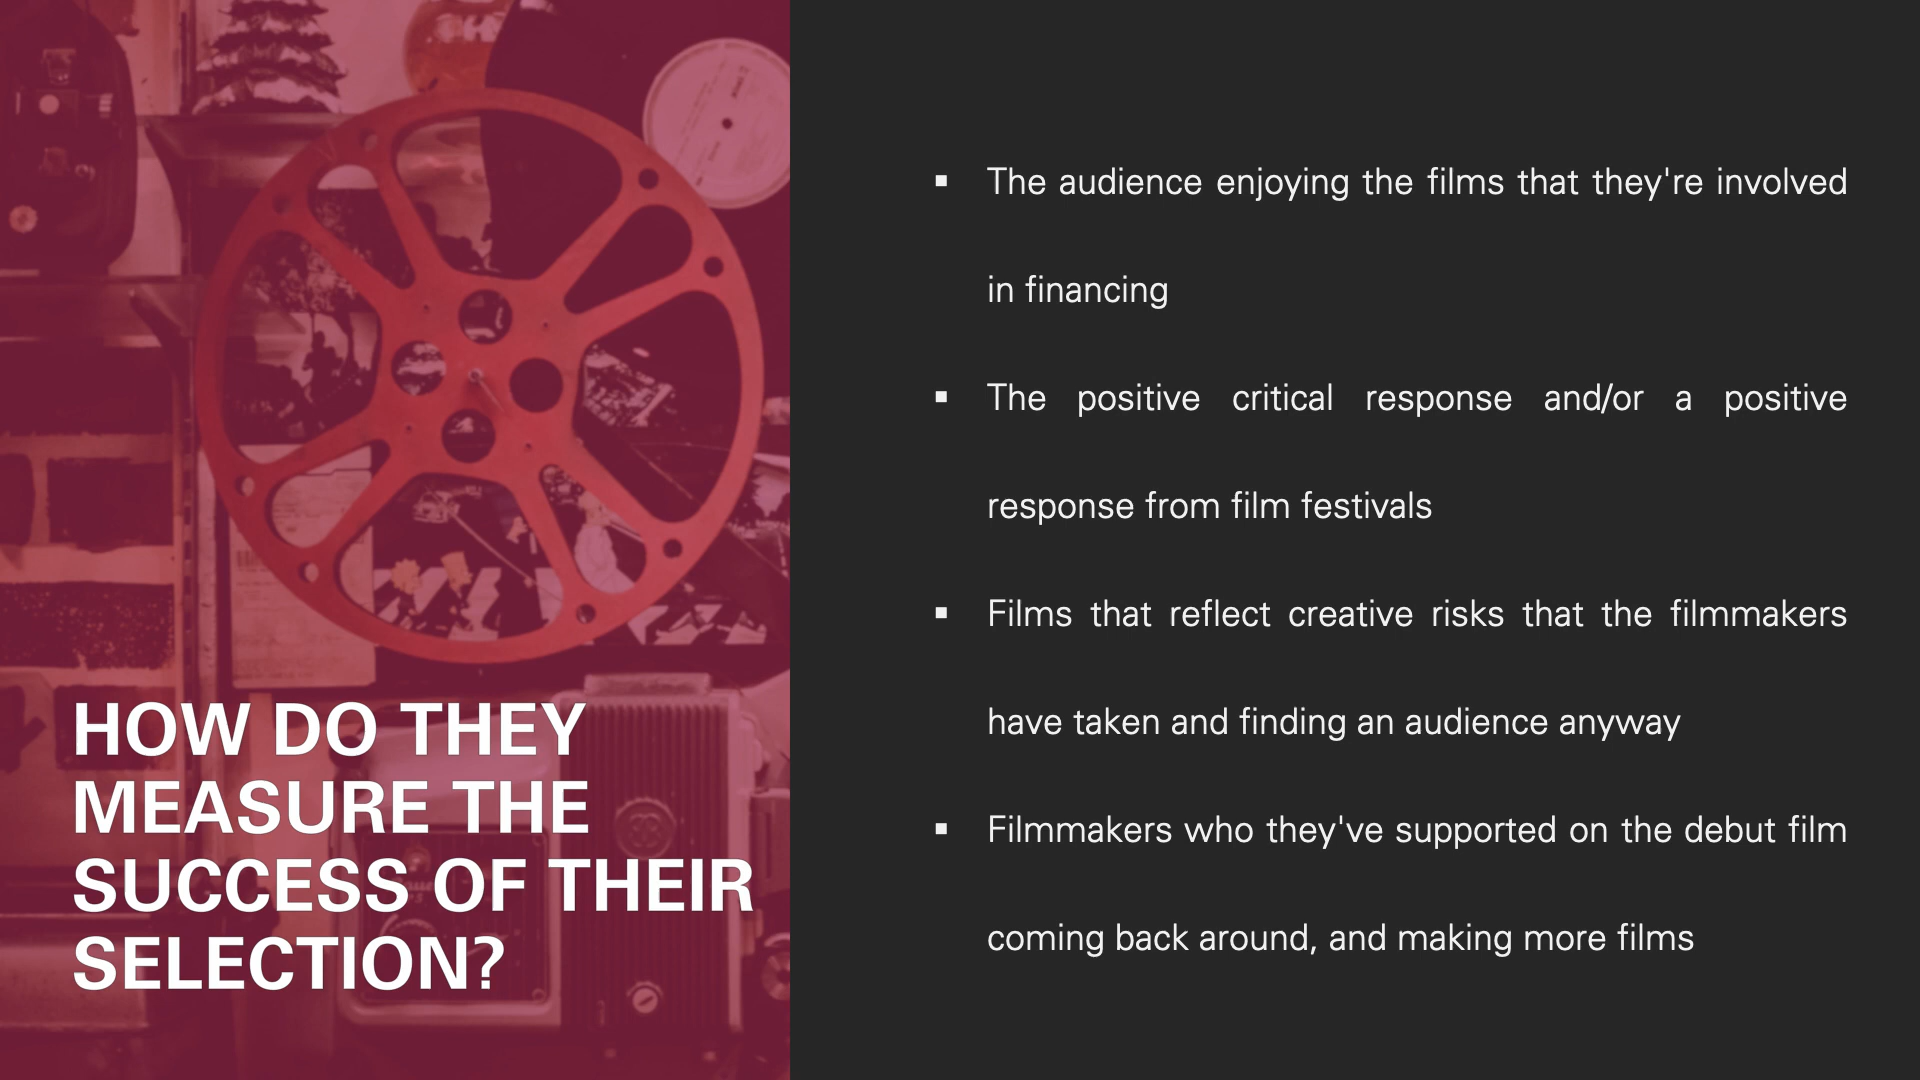 HOW DO THEY
MEASURE THE
SUCCESS OF THEIR
SELECTION?
▪ The audience enjoying the films that they're involved
in financing
▪ The positive critical response and/or a positive
response from film festivals
▪ Films that reflect creative risks that the filmmakers
have taken and finding an audience anyway
▪ Filmmakers who they've supported on the debut film
coming back around, and making more films